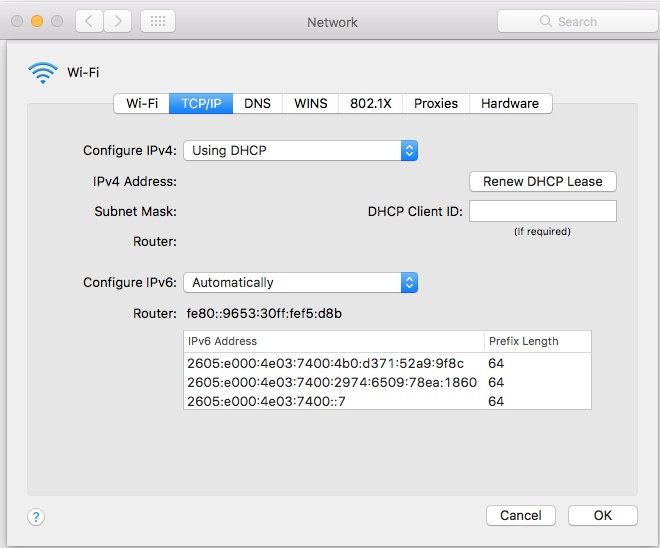 Network
Search
Wi-Fi
Wi-Fi TCP/IP DNS WINS 802.1X Proxies Hardware
Configure IPv4: Using DHCP
IPv4 Address: Renew DHCP Lease
Subnet Mask: DHCP Client ID:
(If required)
Router:
Configure IPv6: Automatically
Router: fe80::9653:30ff:fef5:d8b
IPv6 Address Prefix Length
2605:e000:4e03:7400:4b0:d371:52a9:9f8c 64
2605:e000:4e03:7400:2974:6509:78ea:1860 64
2605:e000:4e03:7400::7 64
? Cancel OK